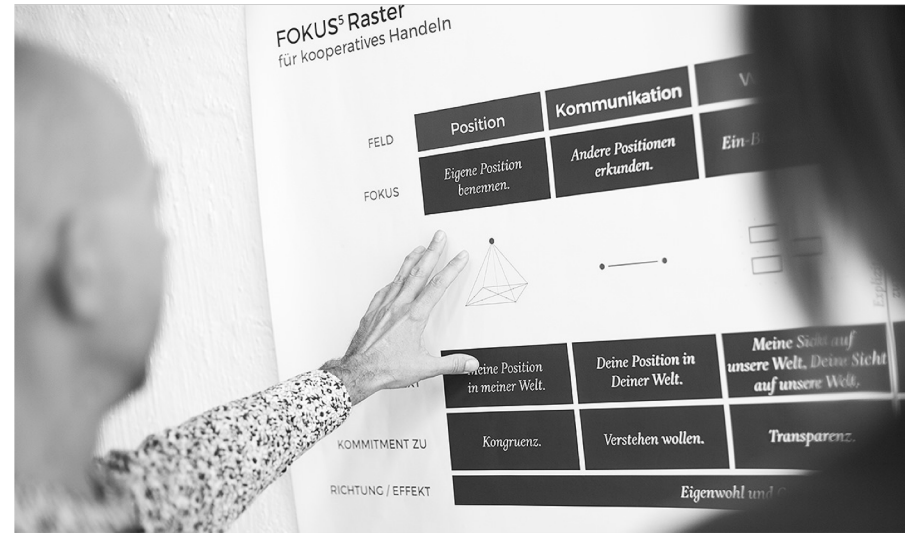 FOKUS⁵ Raster
für kooperatives Handeln
FELD
Position
Kommunikation
FOKUS
Eigene Position
benennen.
Andere Positionen
erkunden.
Meine Position
in meiner Welt.
Deine Position in
Deiner Welt.
Meine Sicht auf
unsere Welt, Deine Sicht
auf unsere Welt,
KOMMITMENT ZU
Kongruenz.
Verstehen wollen.
Transparenz.
RICHTUNG / EFFEKT
Eigenwohl und